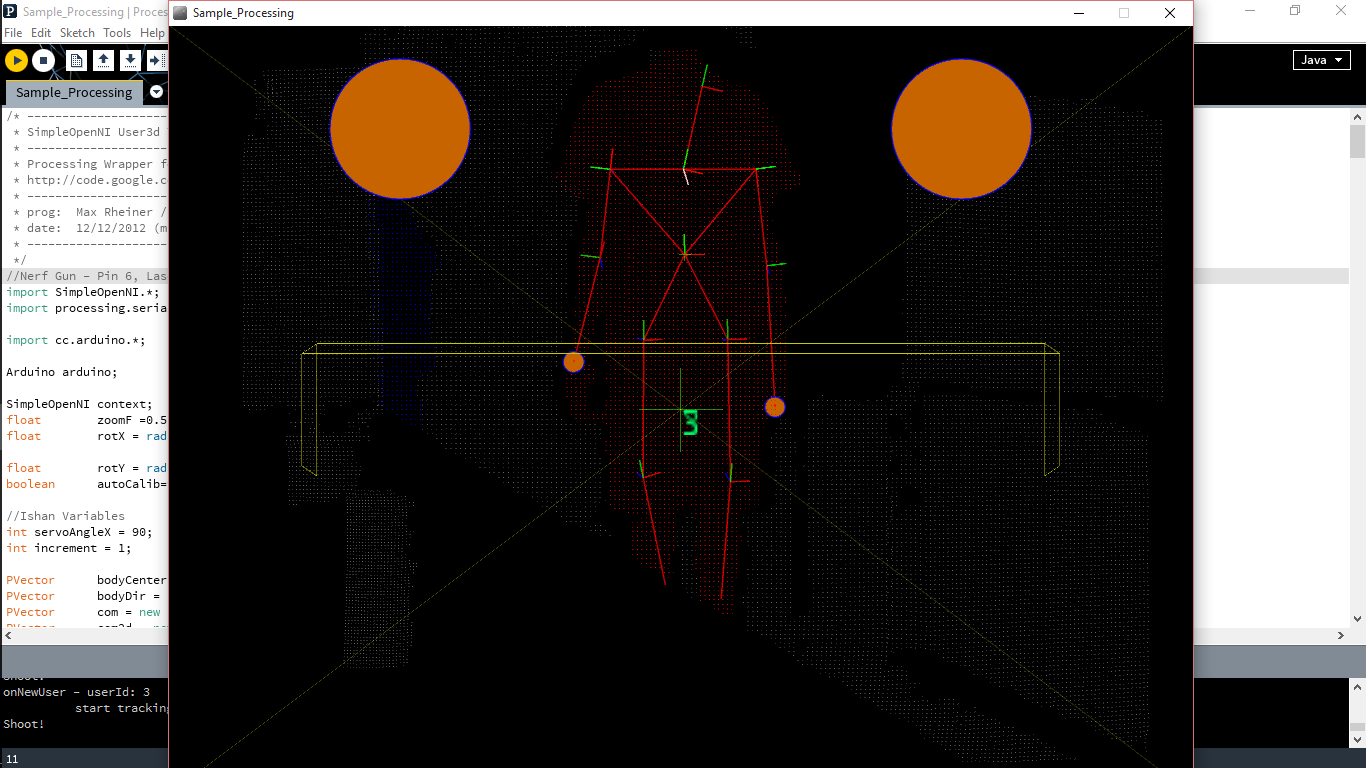 Sample_Processing | Proces
Sample_Processing
File Edit Sketch Tools Help
Java
Sample_Processing
/* --------------------
 * SimpleOpenNI User3d
 * --------------------
 * Processing Wrapper f
 * http://code.google.c
 * --------------------
 * prog:  Max Rheiner /
 * date:  12/12/2012 (m
 * --------------------
 */
//Nerf Gun - Pin 6, Las
import SimpleOpenNI.*;
import processing.seria
import cc.arduino.*;
Arduino arduino;
SimpleOpenNI context;
float        zoomF =0.5
float        rotX = rad
float        rotY = rad
boolean      autoCalib=
//Ishan Variables
int servoAngleX = 90;
int increment = 1;
PVector      bodyCenter
PVector      bodyDir =
PVector      com = new
3
Shoot!
onNewUser - userId: 3
start tracking
Shoot!
11